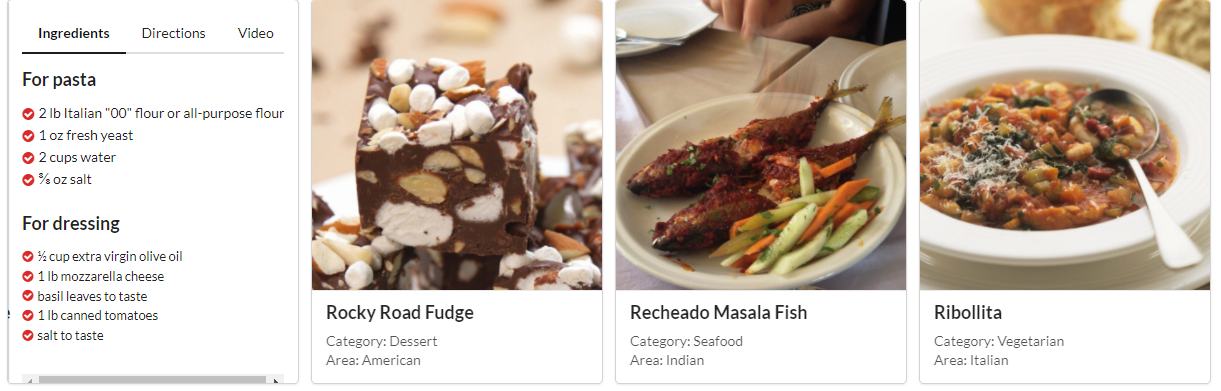 Ingredients Directions Video
For pasta
2 lb Italian "00" flour or all-purpose flour
1 oz fresh yeast
2 cups water
⅝ oz salt
For dressing
½ cup extra virgin olive oil
1 lb mozzarella cheese
basil leaves to taste
1 lb canned tomatoes
salt to taste
Rocky Road Fudge
Category: Dessert
Area: American
Recheado Masala Fish
Category: Seafood
Area: Indian
Ribollita
Category: Vegetarian
Area: Italian